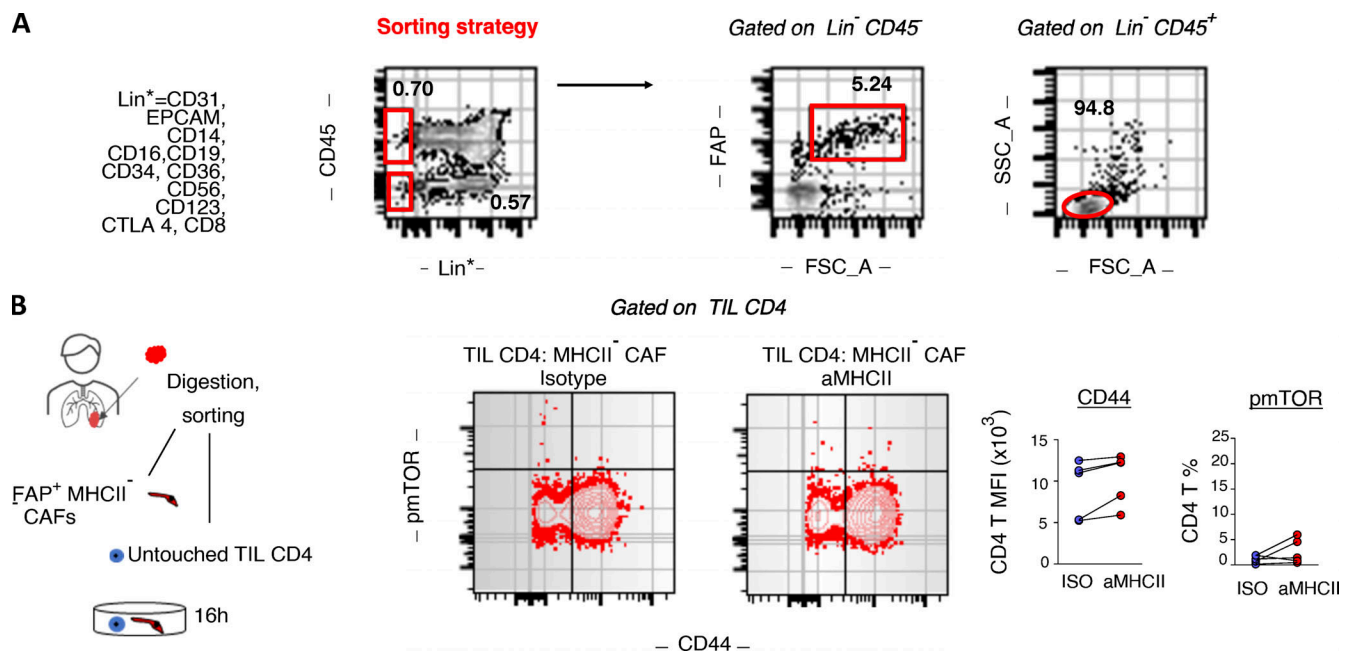 A
Sorting strategy
Gated on Lin⁻ CD45⁻
Gated on Lin⁻ CD45⁺
Lin*=CD31,
EPCAM,
CD14,
CD16,CD19,
CD34, CD36,
CD56,
CD123,
CTLA 4, CD8
CD45
0.70
0.57
Lin*
FAP
5.24
FSC_A
SSC_A
94.8
FSC_A
B
Gated on TIL CD4
Digestion,
sorting
FAP⁺ MHCII⁻
CAFs
Untouched TIL CD4
16h
TIL CD4: MHCII⁻ CAF
Isotype
TIL CD4: MHCII⁻ CAF
aMHCII
pmTOR
CD44
CD44
CD4 T MFI (x10³)
15
10
5
0
ISO aMHCII
pmTOR
CD4 T %
25
20
15
10
5
0
ISO aMHCII